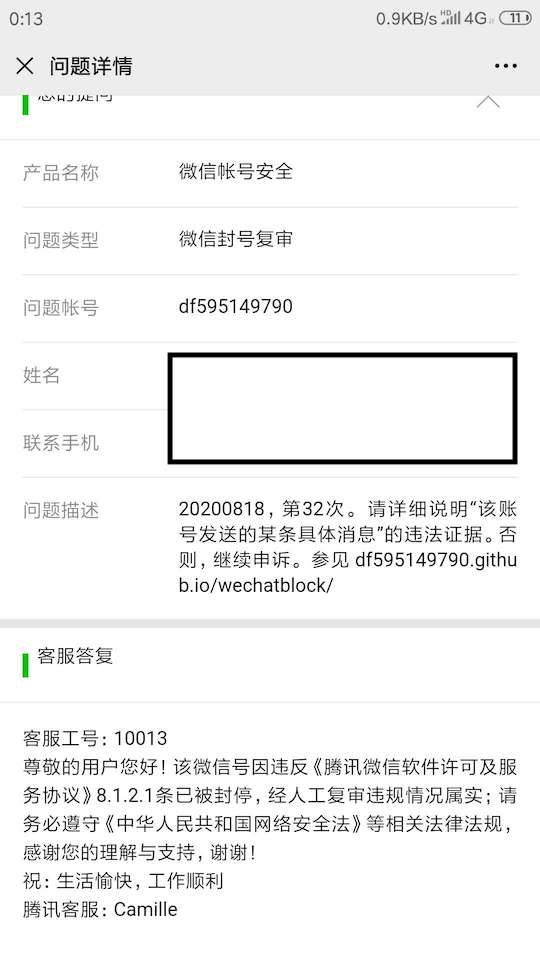 0:13
0.9KB/s HD 4G 11
问题详情
您的提问
产品名称 微信帐号安全
问题类型 微信封号复审
问题帐号 df595149790
姓名
联系手机
问题描述 20200818，第32次。请详细说明“该账
号发送的某条具体消息”的违法证据。否
则，继续申诉。参见 df595149790.githu
b.io/wechatblock/
客服答复
客服工号：10013
尊敬的用户您好！该微信号因违反《腾讯微信软件许可及服
务协议》8.1.2.1条已被封停，经人工复审违规情况属实；请
务必遵守《中华人民共和国网络安全法》等相关法律法规，
感谢您的理解与支持，谢谢！
祝：生活愉快，工作顺利
腾讯客服：Camille